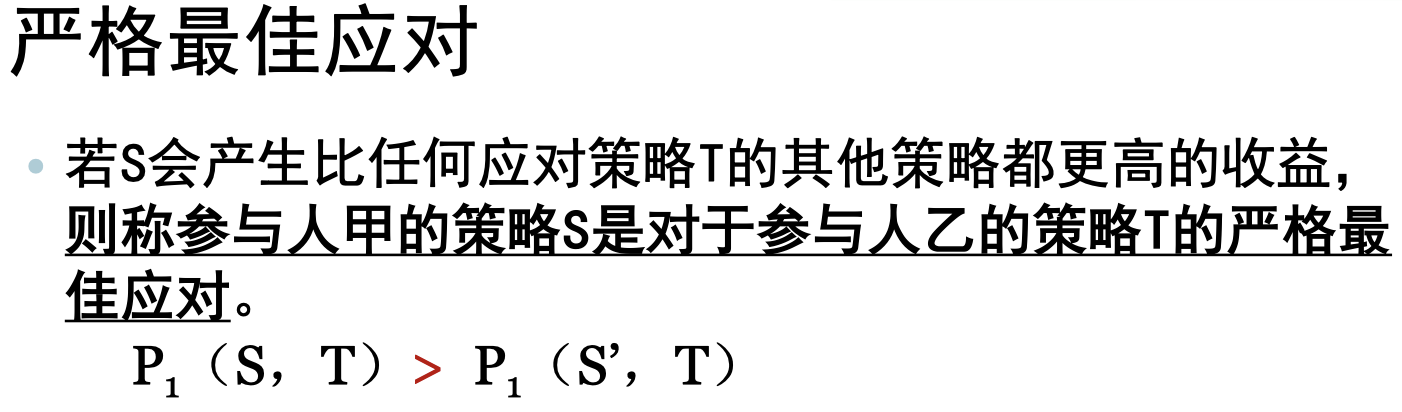 严格最佳应对
• 若S会产生比任何应对策略T的其他策略都更高的收益，
则称参与人甲的策略S是对于参与人乙的策略T的严格最
佳应对。
P₁（S，T）> P₁（S’，T）